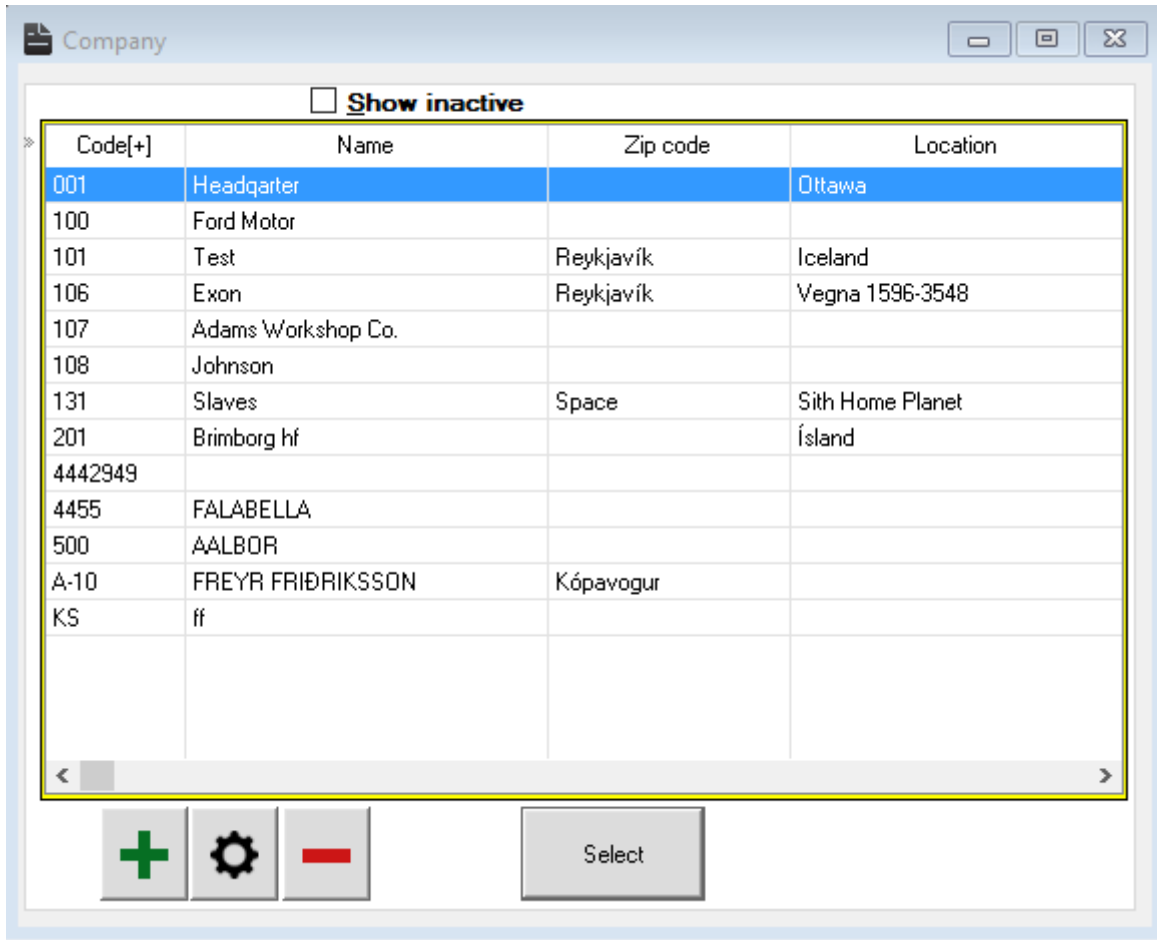 Company
Show inactive
Code[+] Name Zip code Location
001 Headqarter Ottawa
100 Ford Motor
101 Test Reykjavík Iceland
106 Exon Reykjavík Vegna 1596-3548
107 Adams Workshop Co.
108 Johnson
131 Slaves Space Sith Home Planet
201 Brimborg hf Ísland
4442949
4455 FALABELLA
500 AALBOR
A-10 FREYR FRIÐRIKSSON Kópavogur
KS ff
Select